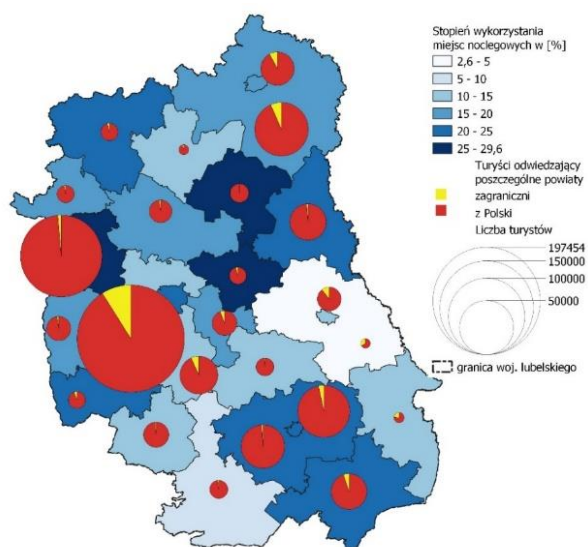 Stopień wykorzystania
miejsc noclegowych w [%]
2,6 - 5
5 - 10
10 - 15
15 - 20
20 - 25
25 - 29,6
Turyści odwiedzający
poszczególne powiaty
zagraniczni
z Polski
Liczba turystów
197454
150000
100000
50000
granica woj. lubelskiego